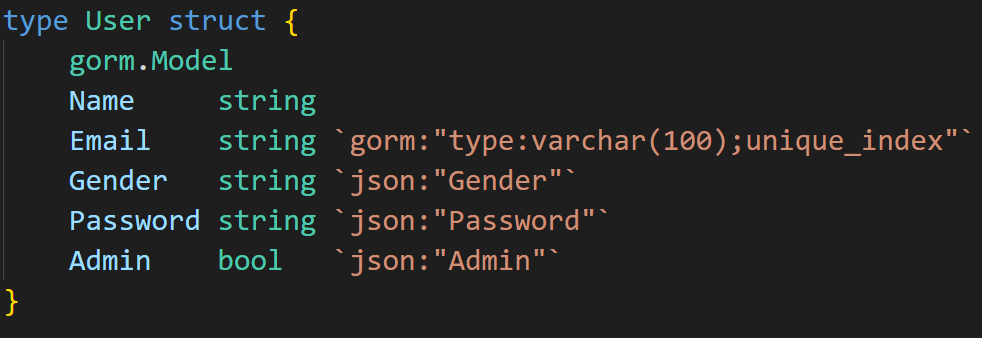 type User struct {
    gorm.Model
    Name     string
    Email    string `gorm:"type:varchar(100);unique_index"`
    Gender   string `json:"Gender"`
    Password string `json:"Password"`
    Admin    bool   `json:"Admin"`
}